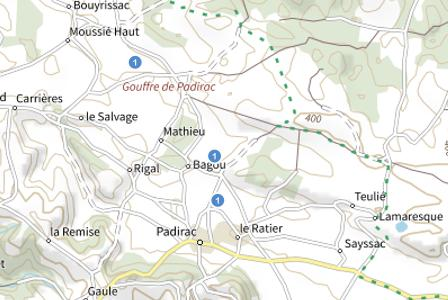 Bouyrissac
Moussié Haut
1
Gouffre de Padirac
d
Carrières
400
le Salvage
Mathieu
1
Bagou
Rigal
Teulié
1
Lamaresque
la Remise
Padirac
le Ratier
Sayssac
t
Gaule